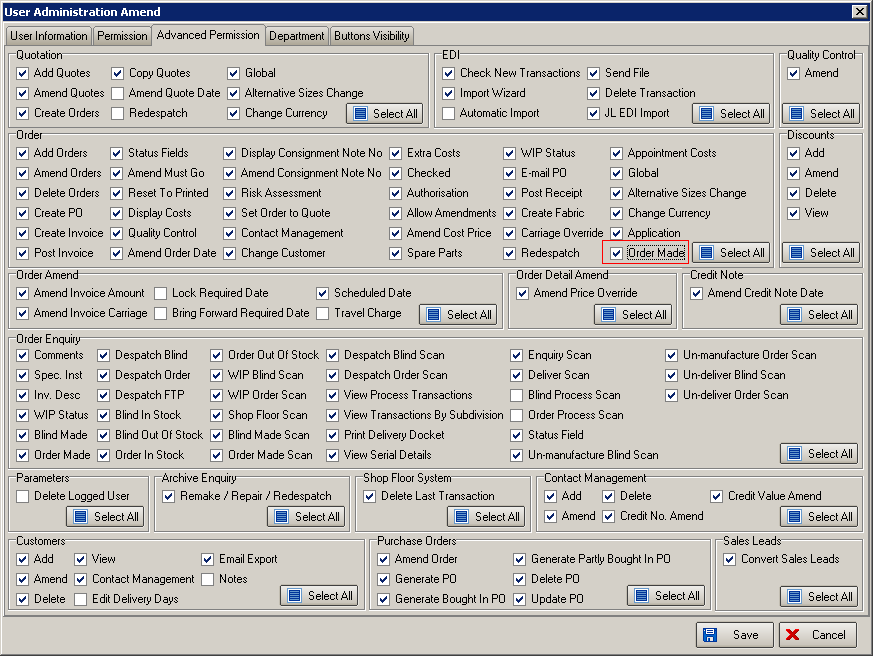 User Administration Amend
User Information Permission Advanced Permission Department Buttons Visibility
Quotation
Add Quotes Copy Quotes Global
Amend Quotes Amend Quote Date Alternative Sizes Change
Create Orders Redespatch Change Currency Select All
EDI
Check New Transactions Send File
Import Wizard Delete Transaction
Automatic Import JL EDI Import Select All
Quality Control
Amend
Select All
Order
Add Orders Status Fields Display Consignment Note No Extra Costs WIP Status Appointment Costs
Amend Orders Amend Must Go Amend Consignment Note No Checked E-mail PO Global
Delete Orders Reset To Printed Risk Assessment Authorisation Post Receipt Alternative Sizes Change
Create PO Display Costs Set Order to Quote Allow Amendments Create Fabric Change Currency
Create Invoice Quality Control Contact Management Amend Cost Price Carriage Override Application
Post Invoice Amend Order Date Change Customer Spare Parts Redespatch Order Made Select All
Discounts
Add
Amend
Delete
View
Select All
Order Amend
Amend Invoice Amount Lock Required Date Scheduled Date
Amend Invoice Carriage Bring Forward Required Date Travel Charge Select All
Order Detail Amend
Amend Price Override
Select All
Credit Note
Amend Credit Note Date
Select All
Order Enquiry
Comments Despatch Blind Order Out Of Stock Despatch Blind Scan Enquiry Scan Un-manufacture Order Scan
Spec. Inst Despatch Order WIP Blind Scan Despatch Order Scan Deliver Scan Un-deliver Blind Scan
Inv. Desc Despatch FTP WIP Order Scan View Process Transactions Blind Process Scan Un-deliver Order Scan
WIP Status Blind In Stock Shop Floor Scan View Transactions By Subdivision Order Process Scan
Blind Made Blind Out Of Stock Blind Made Scan Print Delivery Docket Status Field
Order Made Order In Stock Order Made Scan View Serial Details Un-manufacture Blind Scan Select All
Parameters
Delete Logged User
Select All
Archive Enquiry
Remake / Repair / Redespatch
Select All
Shop Floor System
Delete Last Transaction
Select All
Contact Management
Add Delete Credit Value Amend
Amend Credit No. Amend Select All
Customers
Add View Email Export
Amend Contact Management Notes
Delete Edit Delivery Days Select All
Purchase Orders
Amend Order Generate Partly Bought In PO
Generate PO Delete PO
Generate Bought In PO Update PO Select All
Sales Leads
Convert Sales Leads
Select All
Save Cancel